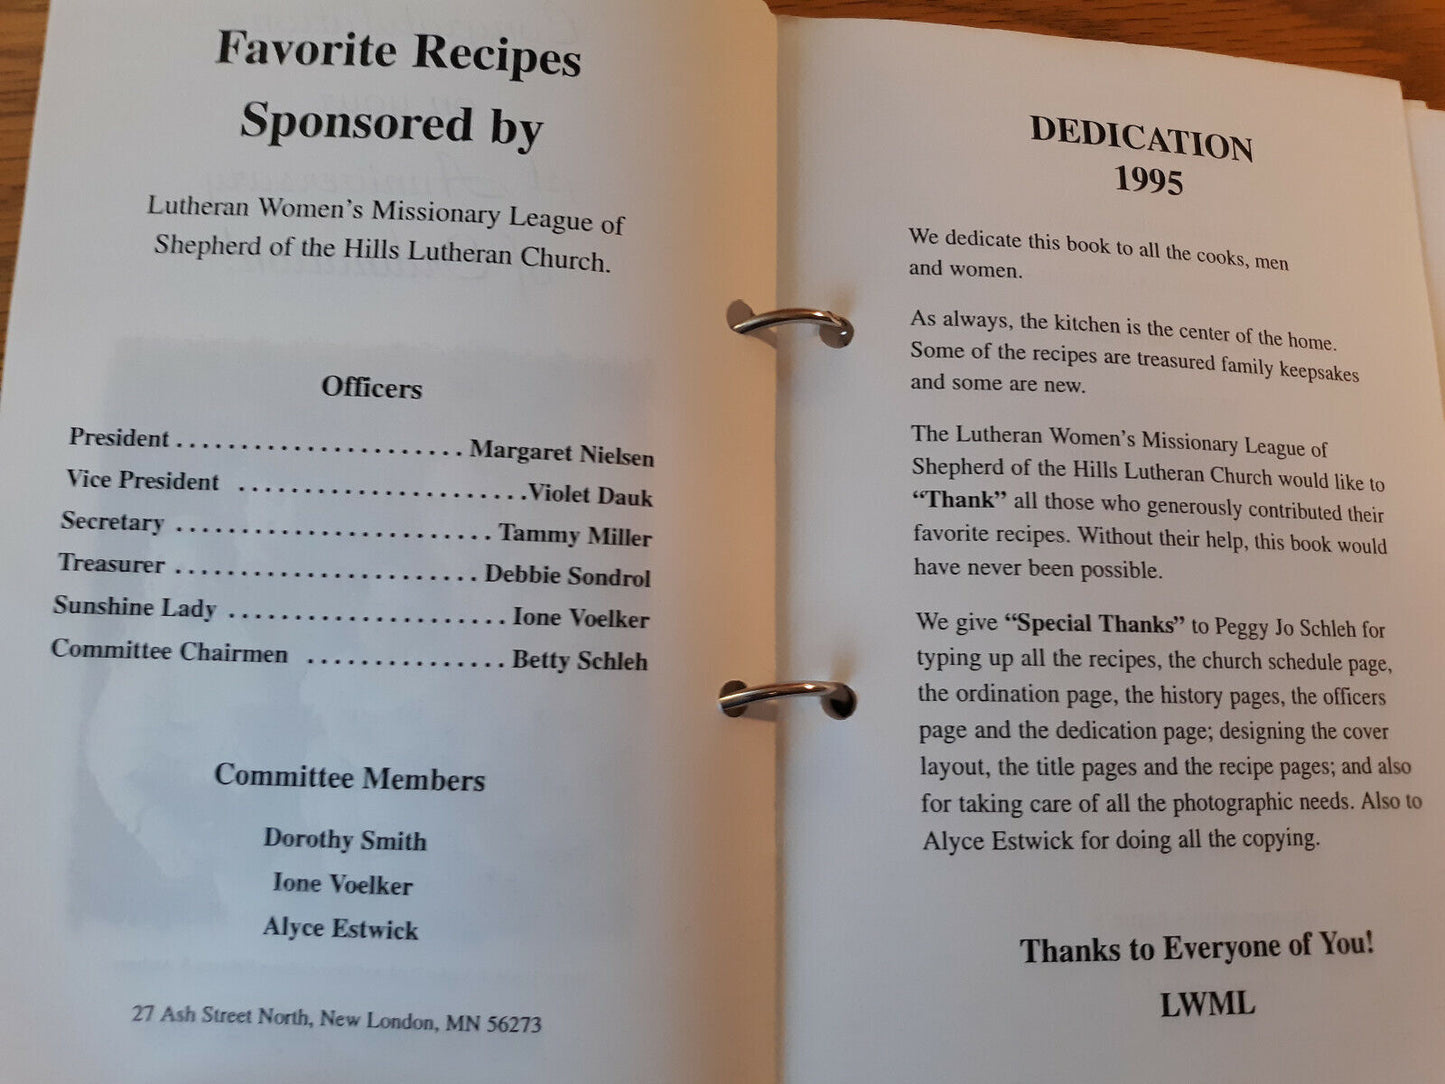 Favorite Recipes
Sponsored by
Lutheran Women's Missionary League of
Shepherd of the Hills Lutheran Church.
Officers
President ...................... Margaret Nielsen
Vice President ......................Violet Dauk
Secretary ........................ Tammy Miller
Treasurer ....................... Debbie Sondrol
Sunshine Lady ..................... Ione Voelker
Committee Chairmen ............... Betty Schleh
Committee Members
Dorothy Smith
Ione Voelker
Alyce Estwick
27 Ash Street North, New London, MN 56273
DEDICATION
1995
We dedicate this book to all the cooks, men
and women.
As always, the kitchen is the center of the home.
Some of the recipes are treasured family keepsakes
and some are new.
The Lutheran Women's Missionary League of
Shepherd of the Hills Lutheran Church would like to
“Thank” all those who generously contributed their
favorite recipes. Without their help, this book would
have never been possible.
We give “Special Thanks” to Peggy Jo Schleh for
typing up all the recipes, the church schedule page,
the ordination page, the history pages, the officers
page and the dedication page; designing the cover
layout, the title pages and the recipe pages; and also
for taking care of all the photographic needs. Also to
Alyce Estwick for doing all the copying.
Thanks to Everyone of You!
LWML